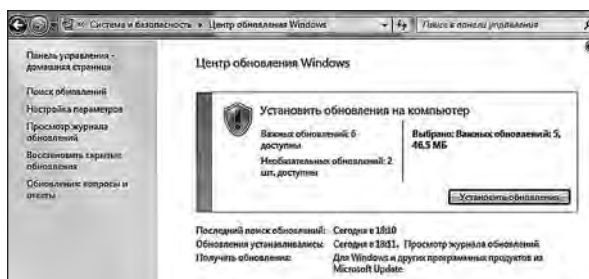 « Система и безопасность ▸ Центр обновления Windows
Поиск в панели управления
Панель управления -
домашняя страница
Поиск обновлений
Настройка параметров
Просмотр журнала
обновлений
Восстановить скрытые
обновления
Обновления: вопросы и
ответы
Центр обновления Windows
Установить обновления на компьютер
Важных обновлений: 6
доступны
Необязательных обновлений: 2
шт. доступны
Выбрано: Важных обновлений: 5,
46,5 МБ
Установить обновления
Последний поиск обновлений: Сегодня в 18:10
Обновления устанавливались: Сегодня в 18:11. Просмотр журнала обновлений
Получать обновления: Для Windows и других программных продуктов из
Microsoft Update